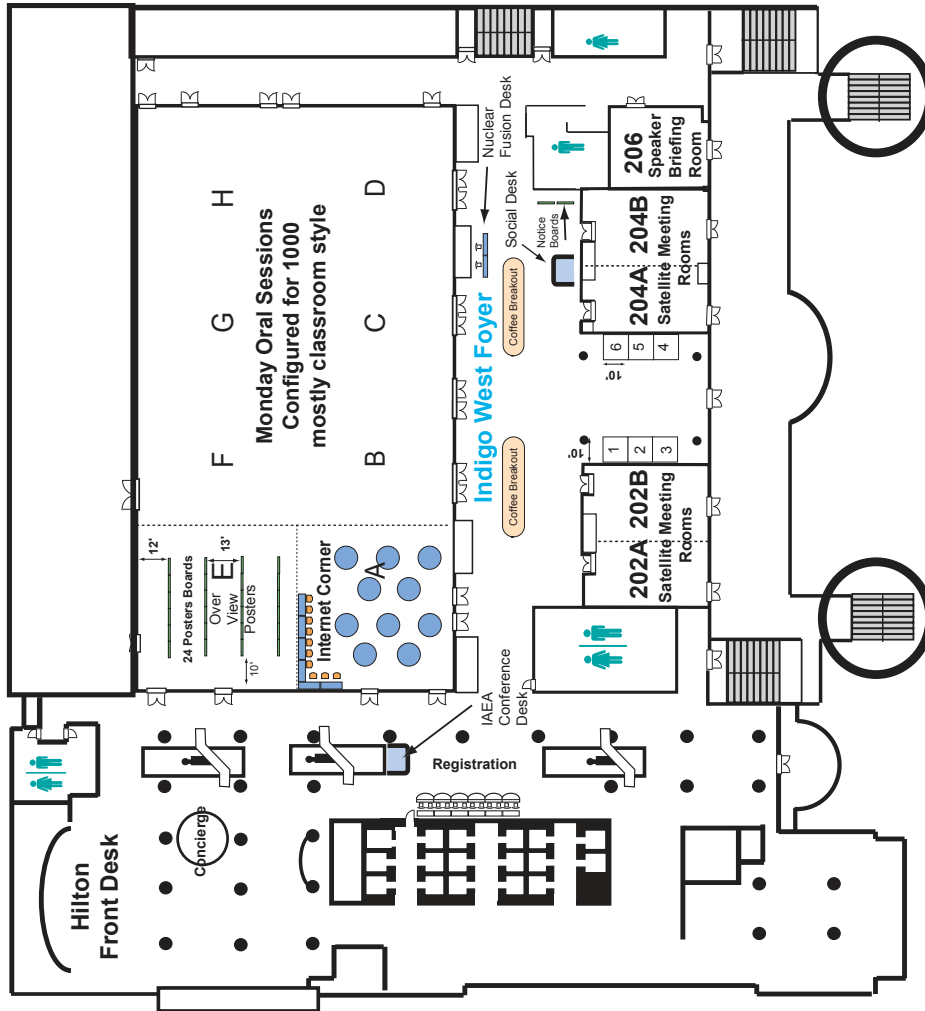 Monday Oral Sessions
Configured for 1000
mostly classroom style
H
G
F
E
D
C
B
A
12'
13'
10'
24 Posters Boards
Over
View
Posters
Internet Corner
Indigo West Foyer
Coffee Breakout
Coffee Breakout
Nuclear
Fusion Desk
Social Desk
Notice
Boards
206
Speaker
Briefing
Room
204A 204B
Satellite Meeting
Rooms
6
5
4
10'
1
2
3
10'
202A 202B
Satellite Meeting
Rooms
IAEA
Conference
Desk
Registration
Concierge
Hilton
Front Desk